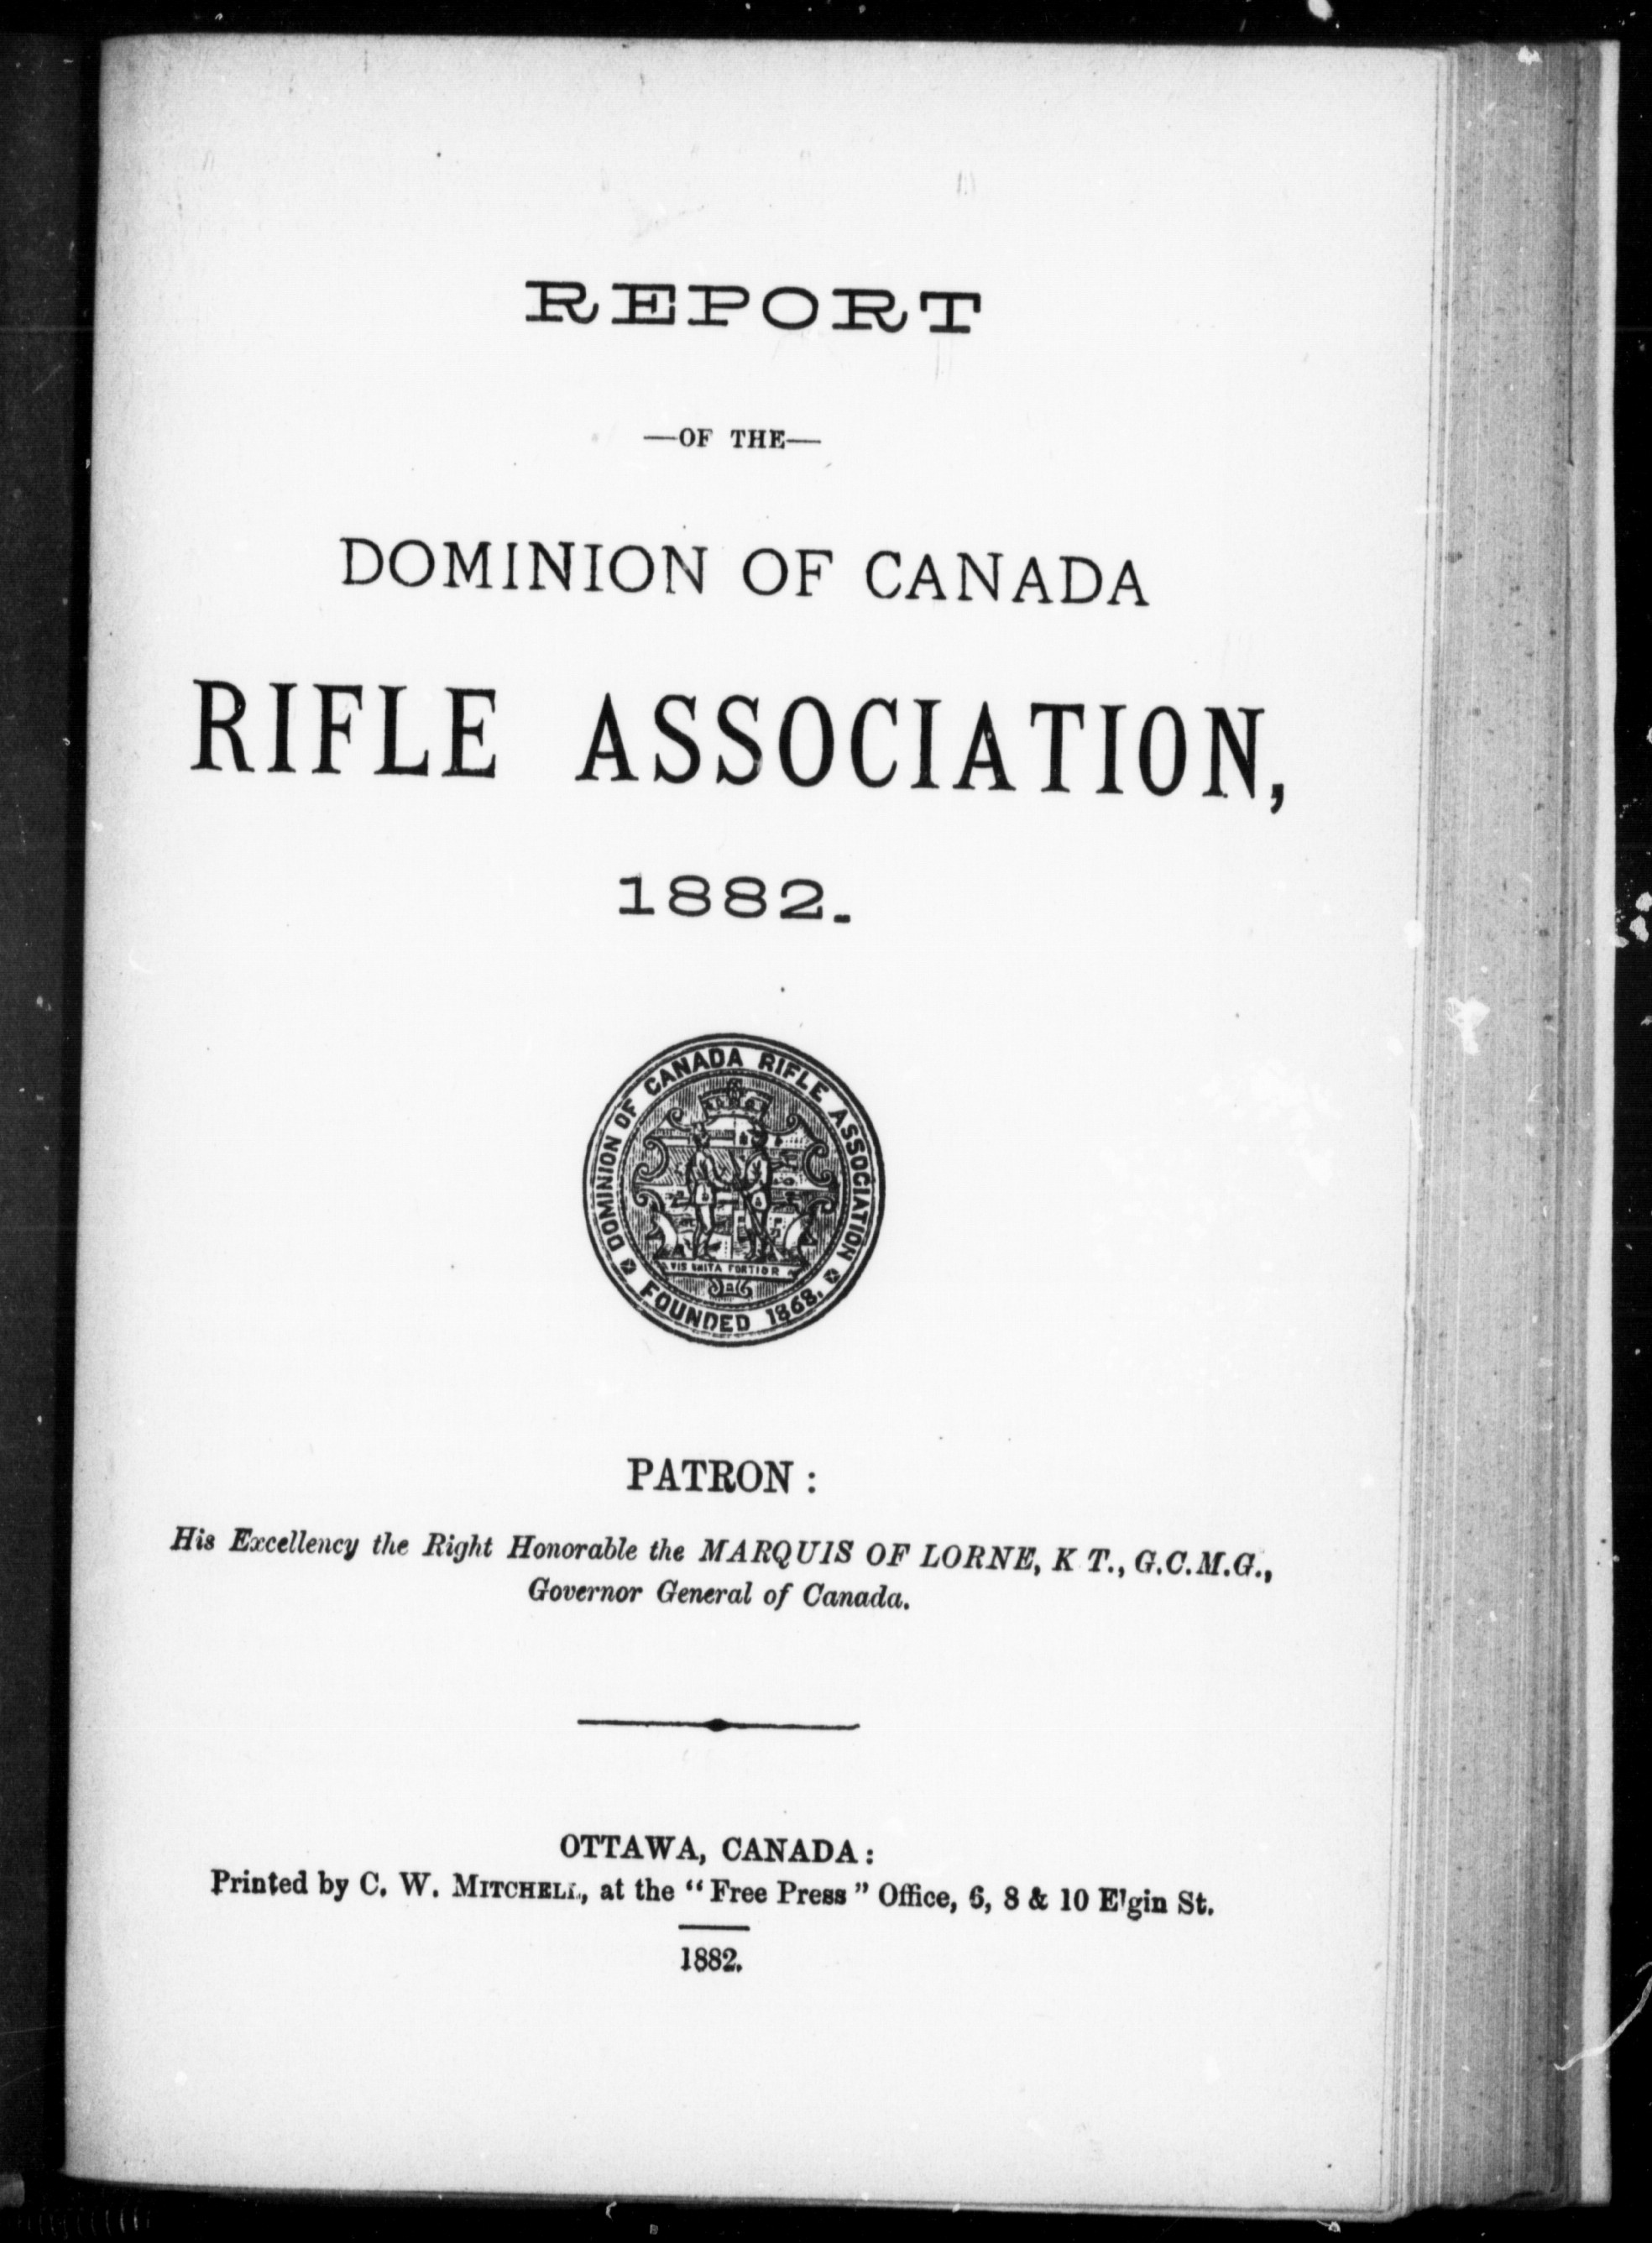 REPORT
—OF THE—
DOMINION OF CANADA
RIFLE ASSOCIATION,
1882.
DOMINION OF CANADA RIFLE ASSOCIATION
VIS UNITA FORTIOR
FOUNDED 1868.
PATRON:
His Excellency the Right Honorable the MARQUIS OF LORNE, K T., G.C.M.G.,
Governor General of Canada.
OTTAWA, CANADA:
Printed by C. W. MITCHELL, at the "Free Press" Office, 6, 8 & 10 Elgin St.
1882.